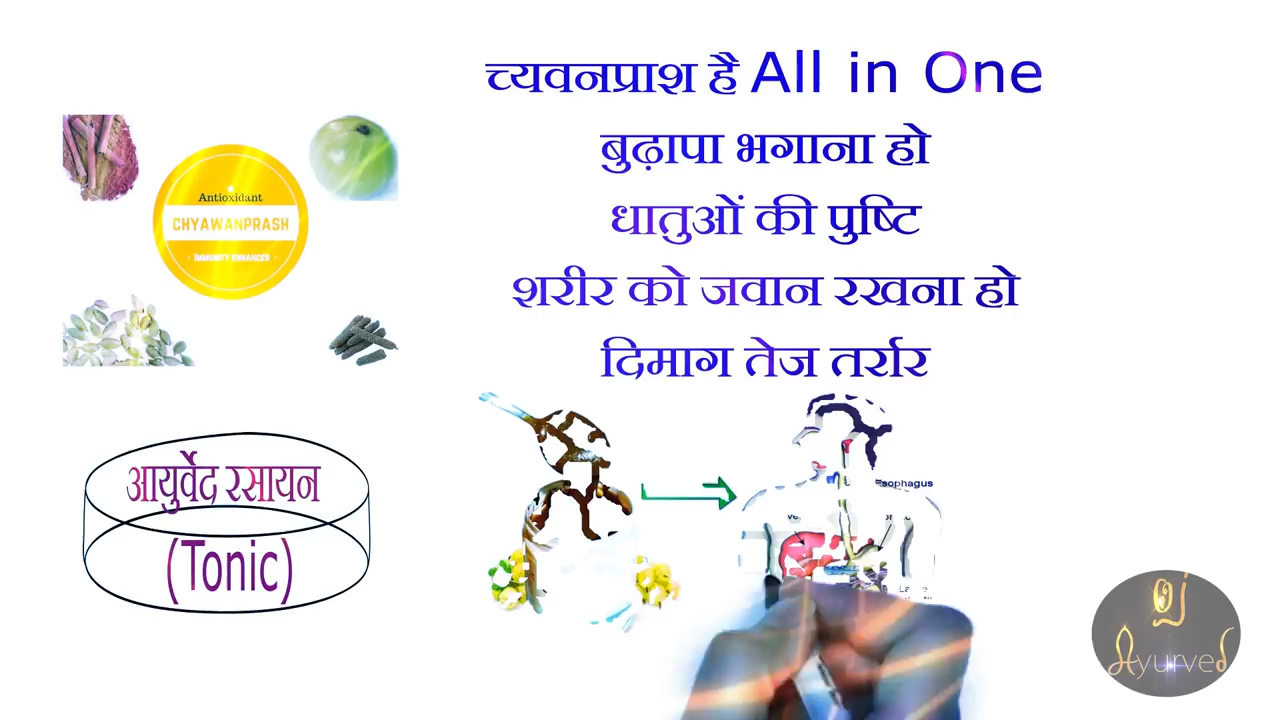 च्यवनप्राश है All in One
बुढ़ापा भगाना हो
धातुओं की पुष्टि
शरीर को जवान रखना हो
दिमाग तेज तर्रार
Antioxidant
CHYAWANPRASH
· IMMUNITY ENHANCER ·
आयुर्वेद रसायन
(Tonic)
Esophagus
OJ
Ayurved